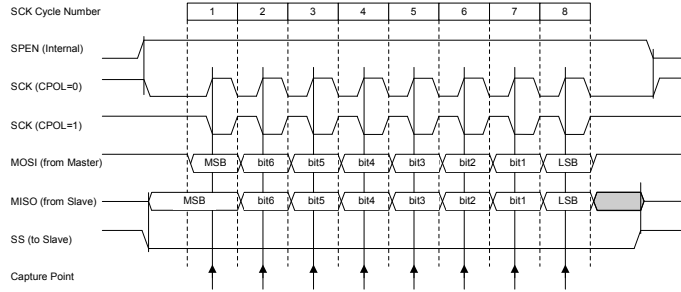 SCK Cycle Number 1 2 3 4 5 6 7 8
SPEN (Internal)
SCK (CPOL=0)
SCK (CPOL=1)
MOSI (from Master) MSB bit6 bit5 bit4 bit3 bit2 bit1 LSB
MISO (from Slave) MSB bit6 bit5 bit4 bit3 bit2 bit1 LSB
SS (to Slave)
Capture Point